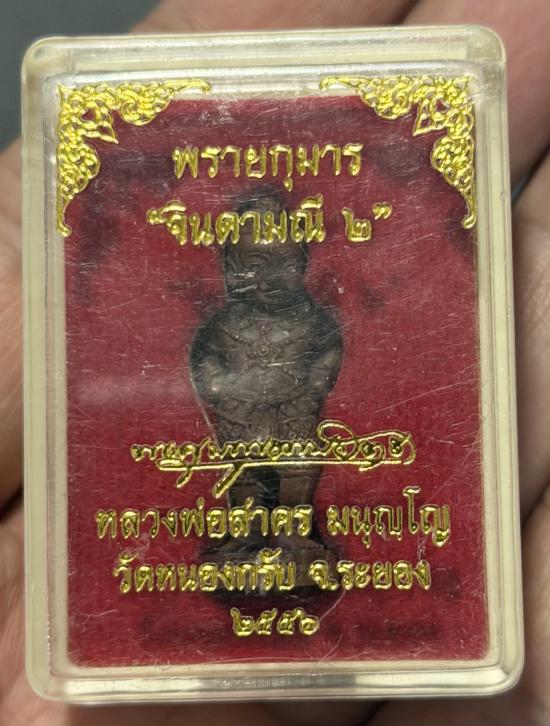 พรายกุมาร
“จินดามณี ๒”
หลวงพ่อสาคร มนุญฺโญ
วัดหนองกรับ จ.ระยอง
๒๕๕๖